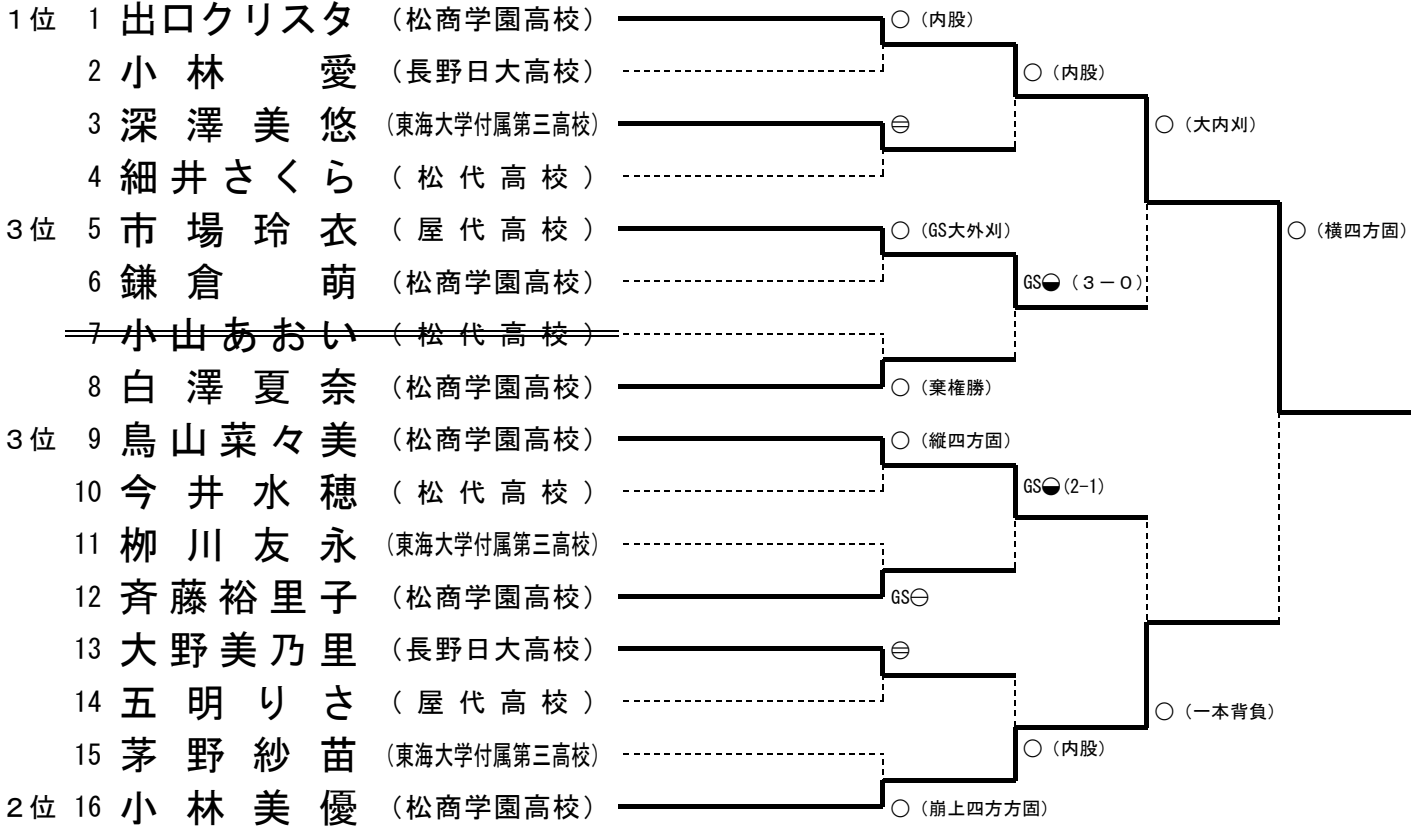 1位 1 出口クリスタ (松商学園高校) ○(内股)
2 小林 愛 (長野日大高校) ○(内股)
3 深澤美悠 (東海大学付属第三高校) ⊖ ○(大内刈)
4 細井さくら (松代高校)
3位 5 市場玲衣 (屋代高校) ○(GS大外刈) ○(横四方固)
6 鎌倉 萌 (松商学園高校) GS◒(3-0)
7 小山あおい (松代高校)
8 白澤夏奈 (松商学園高校) ○(棄権勝)
3位 9 鳥山菜々美 (松商学園高校) ○(縦四方固)
10 今井水穂 (松代高校) GS◒(2-1)
11 栁川友永 (東海大学付属第三高校)
12 斉藤裕里子 (松商学園高校) GS⊖
13 大野美乃里 (長野日大高校) ⊖
14 五明りさ (屋代高校) ○(一本背負)
15 茅野紗苗 (東海大学付属第三高校) ○(内股)
2位 16 小林美優 (松商学園高校) ○(崩上四方方固)